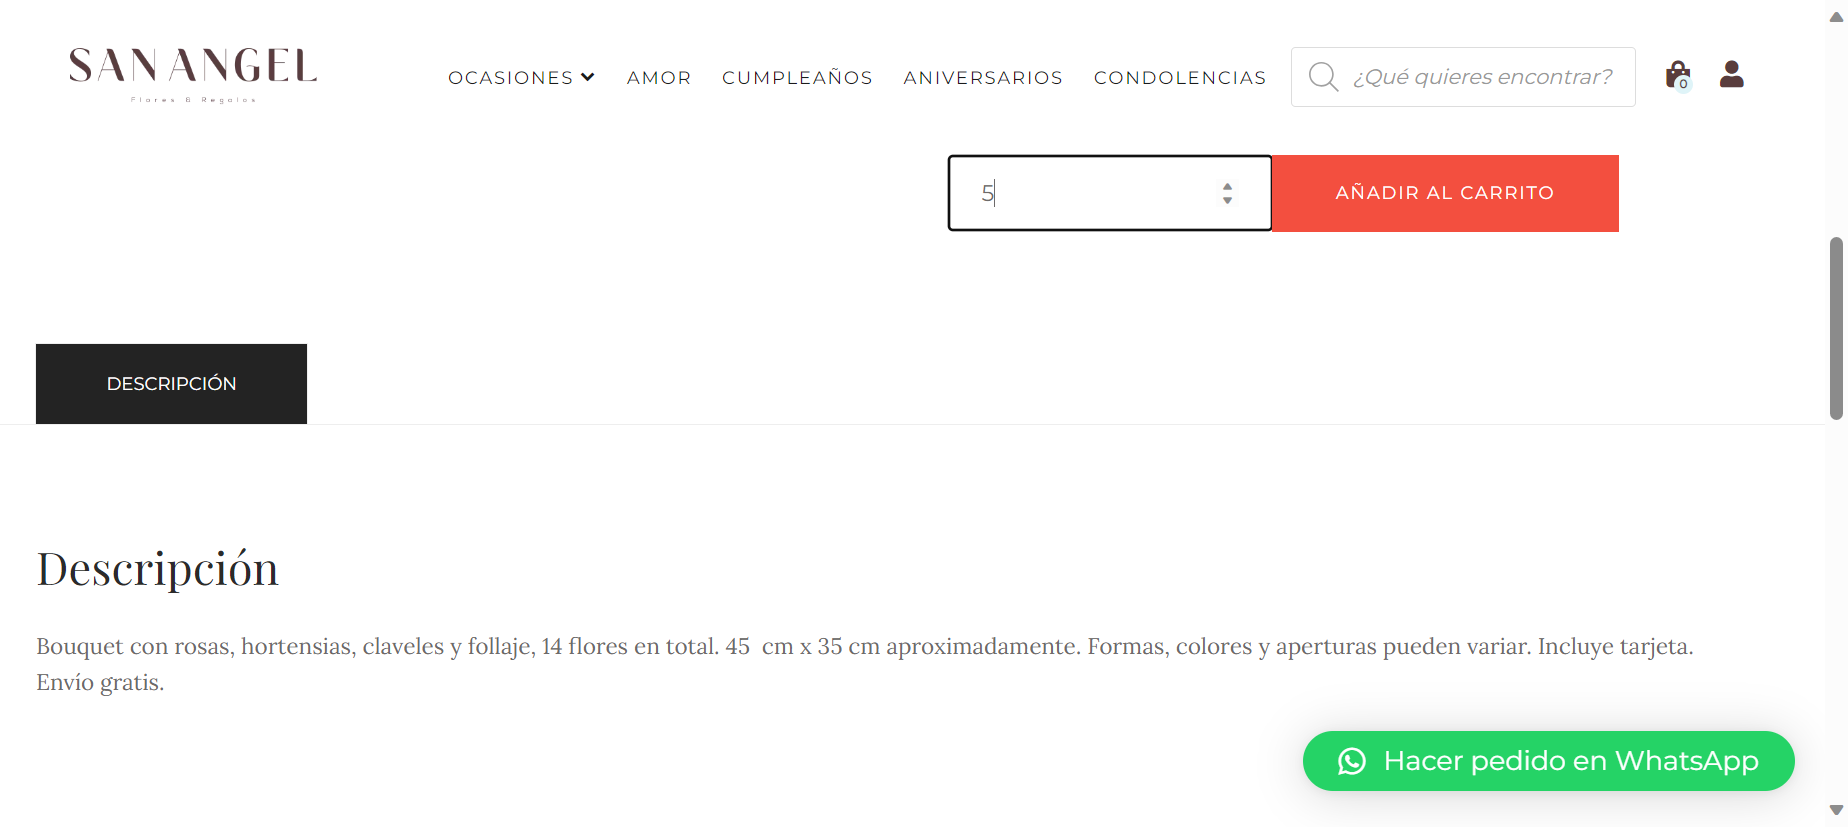 SAN ANGEL
Flores & Regalos
OCASIONES
AMOR
CUMPLEAÑOS
ANIVERSARIOS
CONDOLENCIAS
¿Qué quieres encontrar?
0
5
AÑADIR AL CARRITO
DESCRIPCIÓN
Descripción
Bouquet con rosas, hortensias, claveles y follaje, 14 flores en total. 45  cm x 35 cm aproximadamente. Formas, colores y aperturas pueden variar. Incluye tarjeta.
Envío gratis.
Hacer pedido en WhatsApp